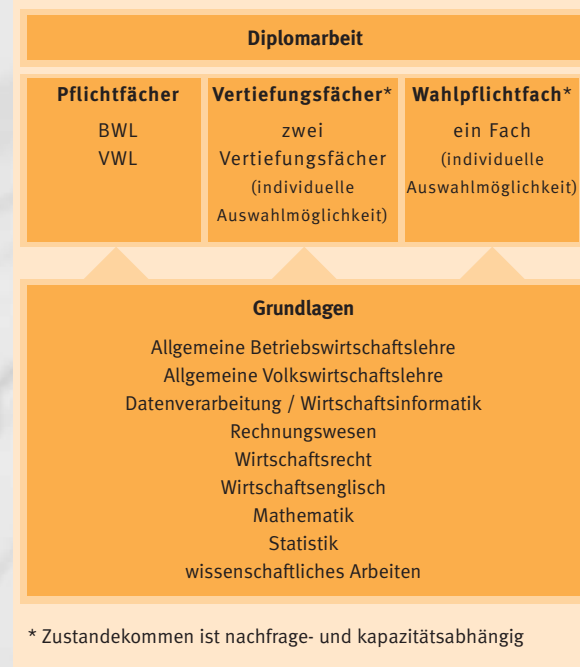 Diplomarbeit
Pflichtfächer
BWL
VWL
Vertiefungsfächer*
zwei
Vertiefungsfächer
(individuelle
Auswahlmöglichkeit)
Wahlpflichtfach*
ein Fach
(individuelle
Auswahlmöglichkeit)
Grundlagen
Allgemeine Betriebswirtschaftslehre
Allgemeine Volkswirtschaftslehre
Datenverarbeitung / Wirtschaftsinformatik
Rechnungswesen
Wirtschaftsrecht
Wirtschaftsenglisch
Mathematik
Statistik
wissenschaftliches Arbeiten
* Zustandekommen ist nachfrage- und kapazitätsabhängig